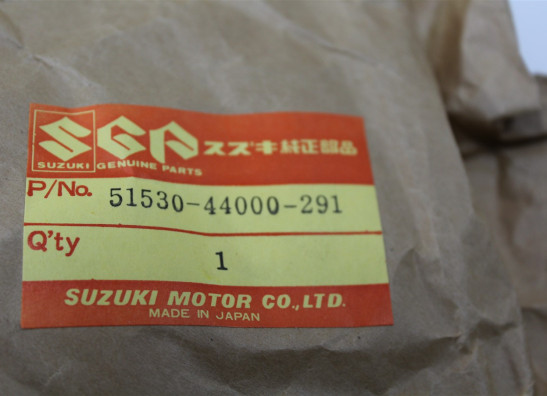 SGP スズキ純正部品
SUZUKI GENUINE PARTS
P/No. 51530-44000-291
Q'ty 1
SUZUKI MOTOR CO.,LTD.
MADE IN JAPAN